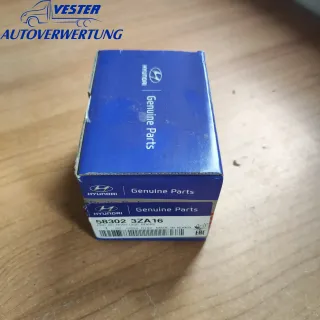 VESTER
AUTOVERWERTUNG
HYUNDAI
Genuine Parts
HYUNDAI
Genuine Parts
HYUNDAI
Genuine Parts
58302 3ZA16